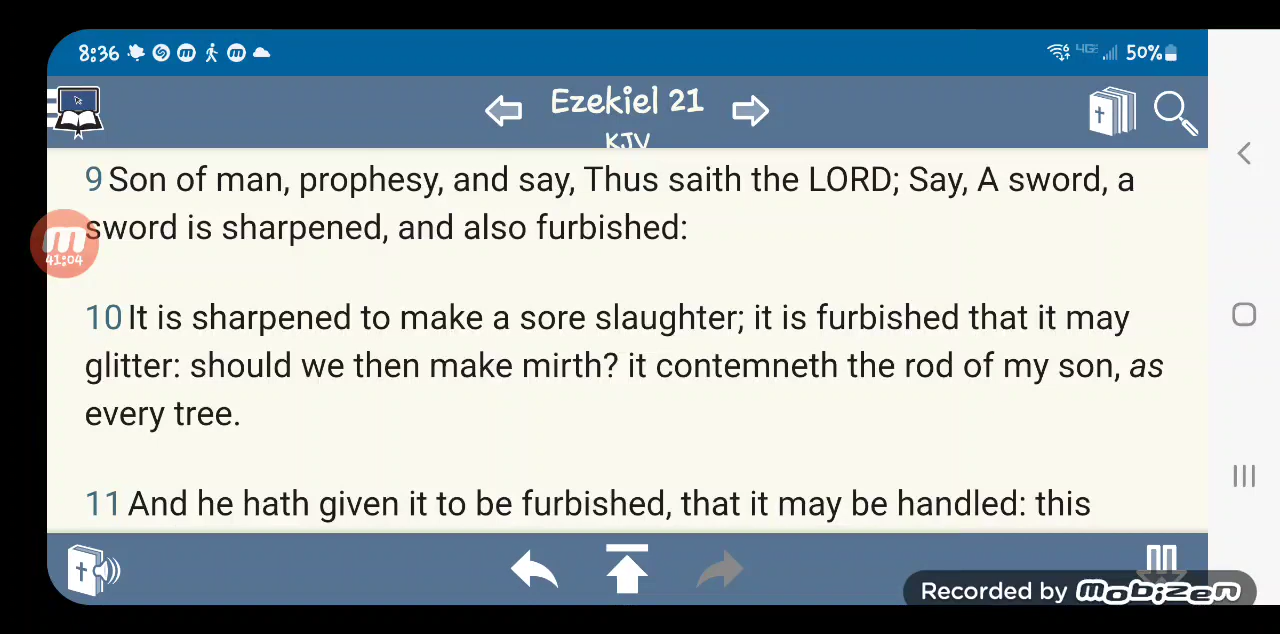 8:36
4GE
50%
Ezekiel 21
KJV
9 Son of man, prophesy, and say, Thus saith the LORD; Say, A sword, a
sword is sharpened, and also furbished:
41:04
10 It is sharpened to make a sore slaughter; it is furbished that it may
glitter: should we then make mirth? it contemneth the rod of my son, as
every tree.
11 And he hath given it to be furbished, that it may be handled: this
Recorded by mobizen